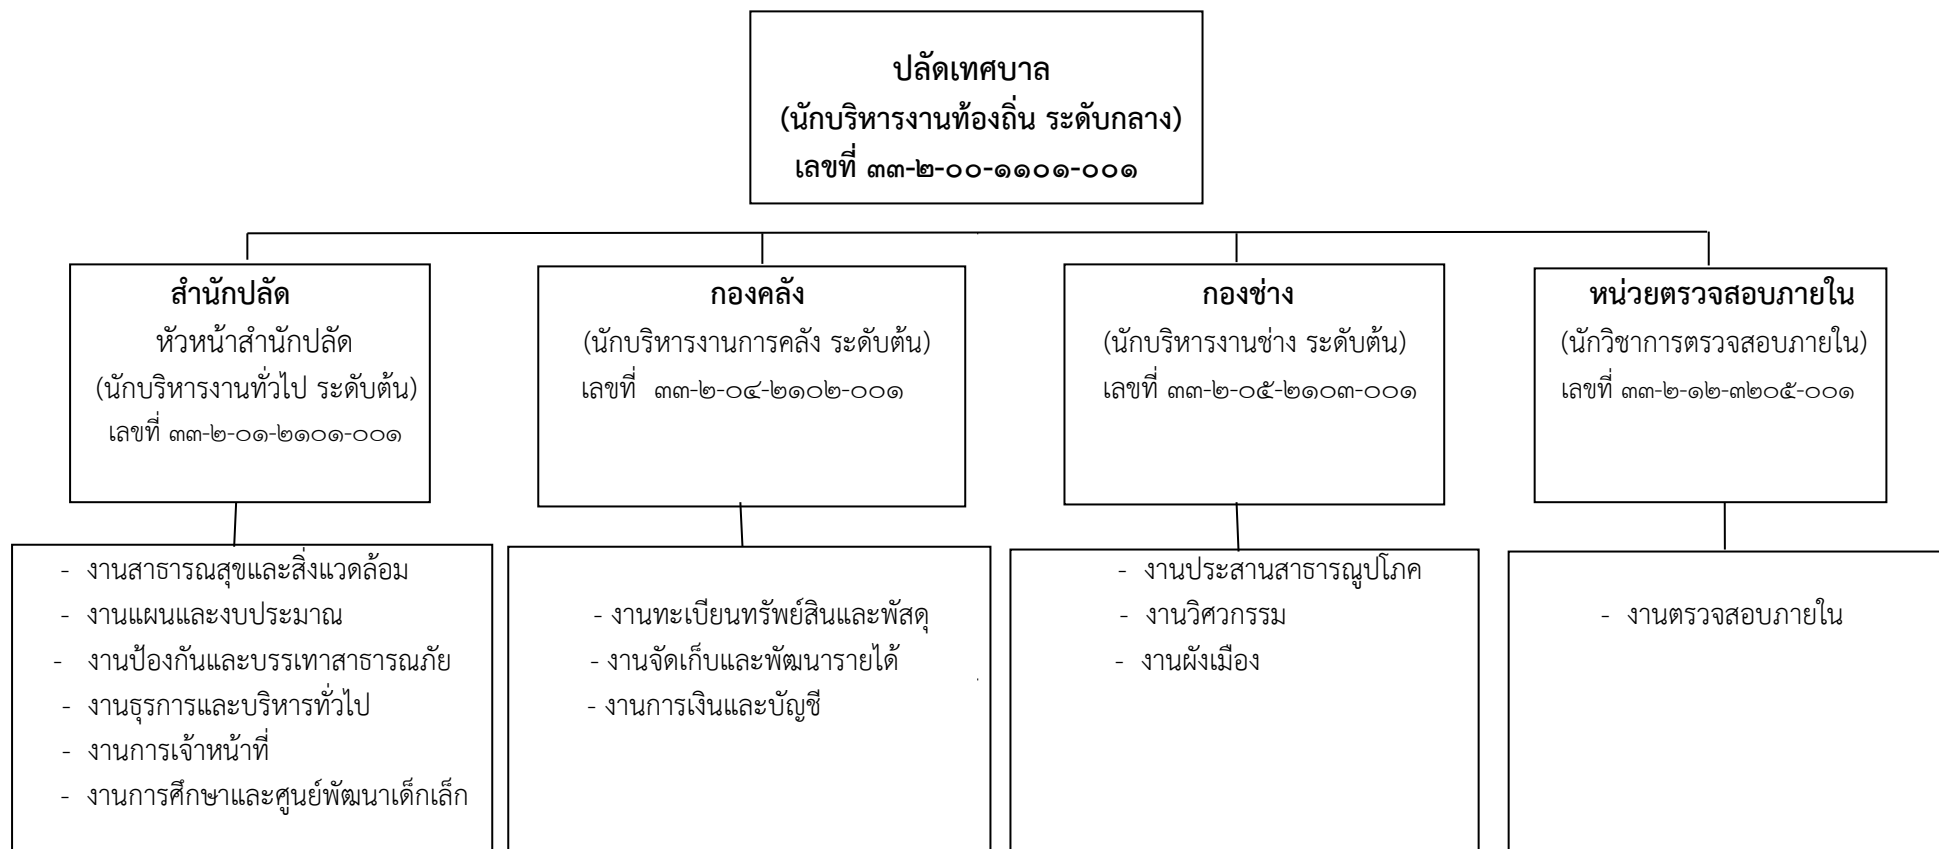 ปลัดเทศบาล
(นักบริหารงานท้องถิ่น ระดับกลาง)
เลขที่ ๓๓-๒-๐๐-๑๑๐๑-๐๐๑
สำนักปลัด
หัวหน้าสำนักปลัด
(นักบริหารงานทั่วไป ระดับต้น)
เลขที่ ๓๓-๒-๐๑-๒๑๐๑-๐๐๑
กองคลัง
(นักบริหารงานการคลัง ระดับต้น)
เลขที่ ๓๓-๒-๐๔-๒๑๐๒-๐๐๑
กองช่าง
(นักบริหารงานช่าง ระดับต้น)
เลขที่ ๓๓-๒-๐๕-๒๑๐๓-๐๐๑
หน่วยตรวจสอบภายใน
(นักวิชาการตรวจสอบภายใน)
เลขที่ ๓๓-๒-๑๒-๓๒๐๕-๐๐๑
- งานสาธารณสุขและสิ่งแวดล้อม
- งานแผนและงบประมาณ
- งานป้องกันและบรรเทาสาธารณภัย
- งานธุรการและบริหารทั่วไป
- งานการเจ้าหน้าที่
- งานการศึกษาและศูนย์พัฒนาเด็กเล็ก
- งานทะเบียนทรัพย์สินและพัสดุ
- งานจัดเก็บและพัฒนารายได้
- งานการเงินและบัญชี
- งานประสานสาธารณูปโภค
- งานวิศวกรรม
- งานผังเมือง
- งานตรวจสอบภายใน